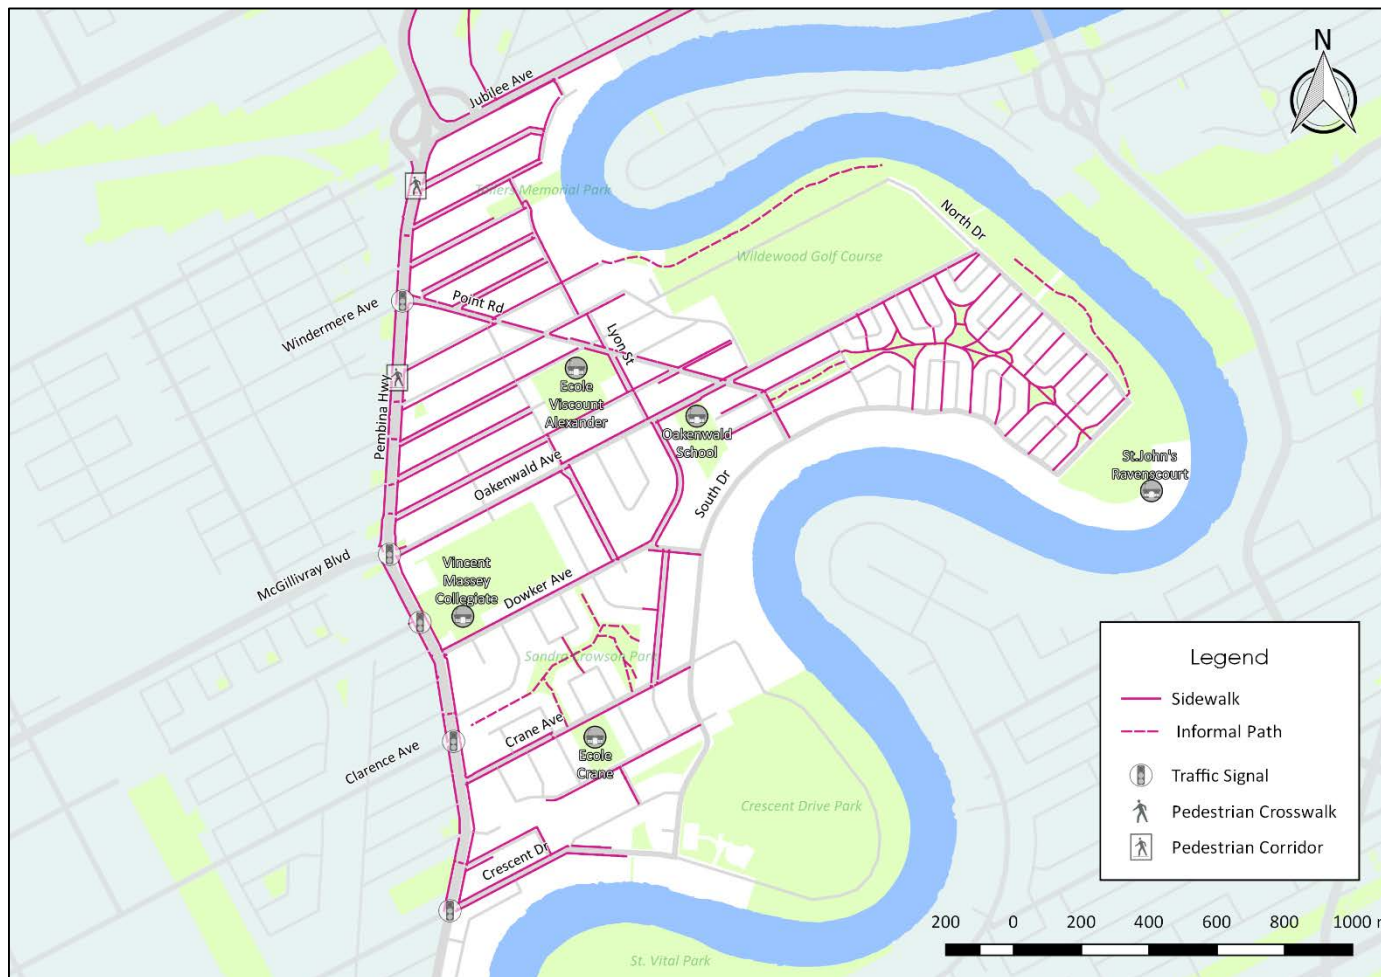 N
Jubilee Ave
Tillers Memorial Park
North Dr
Wildewood Golf Course
Windermere Ave
Point Rd
Lyon St
Pembina Hwy
Ecole
Viscount
Alexander
Oakenwald
School
Oakenwald Ave
South Dr
St.John's
Ravenscourt
McGillivray Blvd
Vincent
Massey
Collegiate
Dowker Ave
Sandra Crowson Park
Crane Ave
Clarence Ave
Ecole
Crane
Crescent Drive Park
Crescent Dr
St. Vital Park
Legend
Sidewalk
Informal Path
Traffic Signal
Pedestrian Crosswalk
Pedestrian Corridor
200 0 200 400 600 800 1000